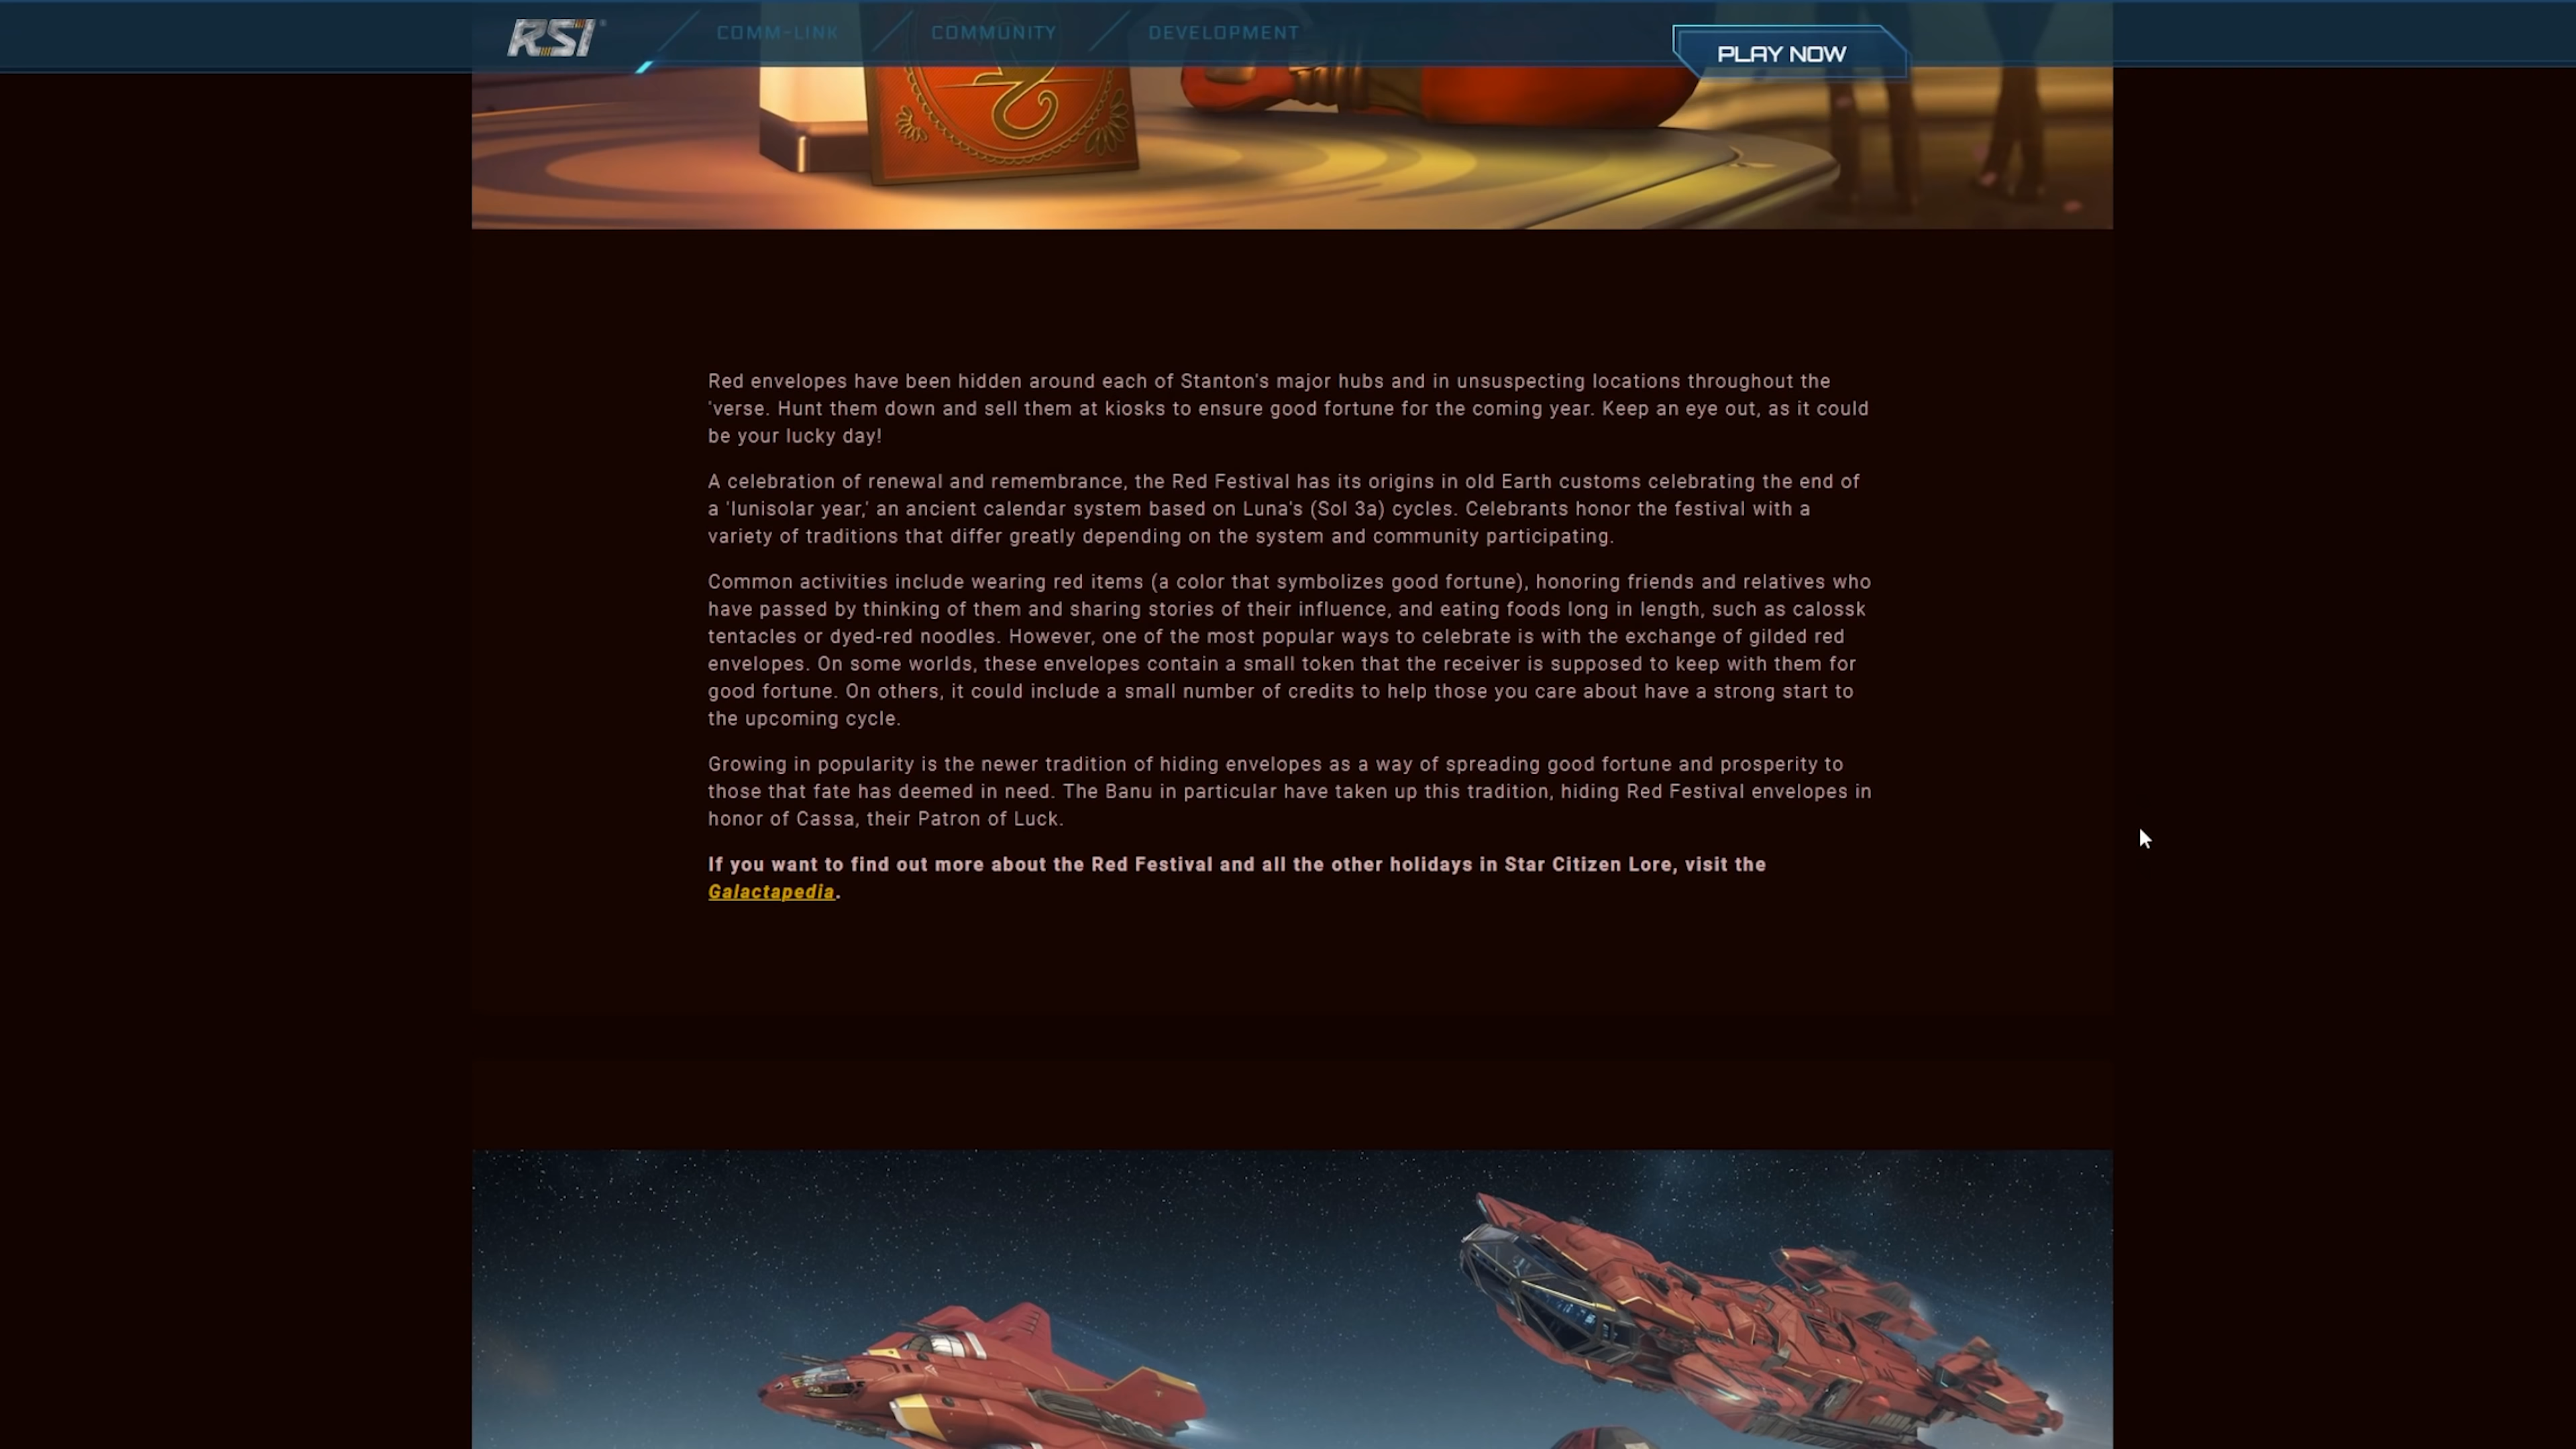 RSI
COMM-LINK
COMMUNITY
DEVELOPMENT
PLAY NOW
Red envelopes have been hidden around each of Stanton's major hubs and in unsuspecting locations throughout the
'verse. Hunt them down and sell them at kiosks to ensure good fortune for the coming year. Keep an eye out, as it could
be your lucky day!
A celebration of renewal and remembrance, the Red Festival has its origins in old Earth customs celebrating the end of
a 'lunisolar year,' an ancient calendar system based on Luna's (Sol 3a) cycles. Celebrants honor the festival with a
variety of traditions that differ greatly depending on the system and community participating.
Common activities include wearing red items (a color that symbolizes good fortune), honoring friends and relatives who
have passed by thinking of them and sharing stories of their influence, and eating foods long in length, such as calossk
tentacles or dyed-red noodles. However, one of the most popular ways to celebrate is with the exchange of gilded red
envelopes. On some worlds, these envelopes contain a small token that the receiver is supposed to keep with them for
good fortune. On others, it could include a small number of credits to help those you care about have a strong start to
the upcoming cycle.
Growing in popularity is the newer tradition of hiding envelopes as a way of spreading good fortune and prosperity to
those that fate has deemed in need. The Banu in particular have taken up this tradition, hiding Red Festival envelopes in
honor of Cassa, their Patron of Luck.
If you want to find out more about the Red Festival and all the other holidays in Star Citizen Lore, visit the
Galactapedia.